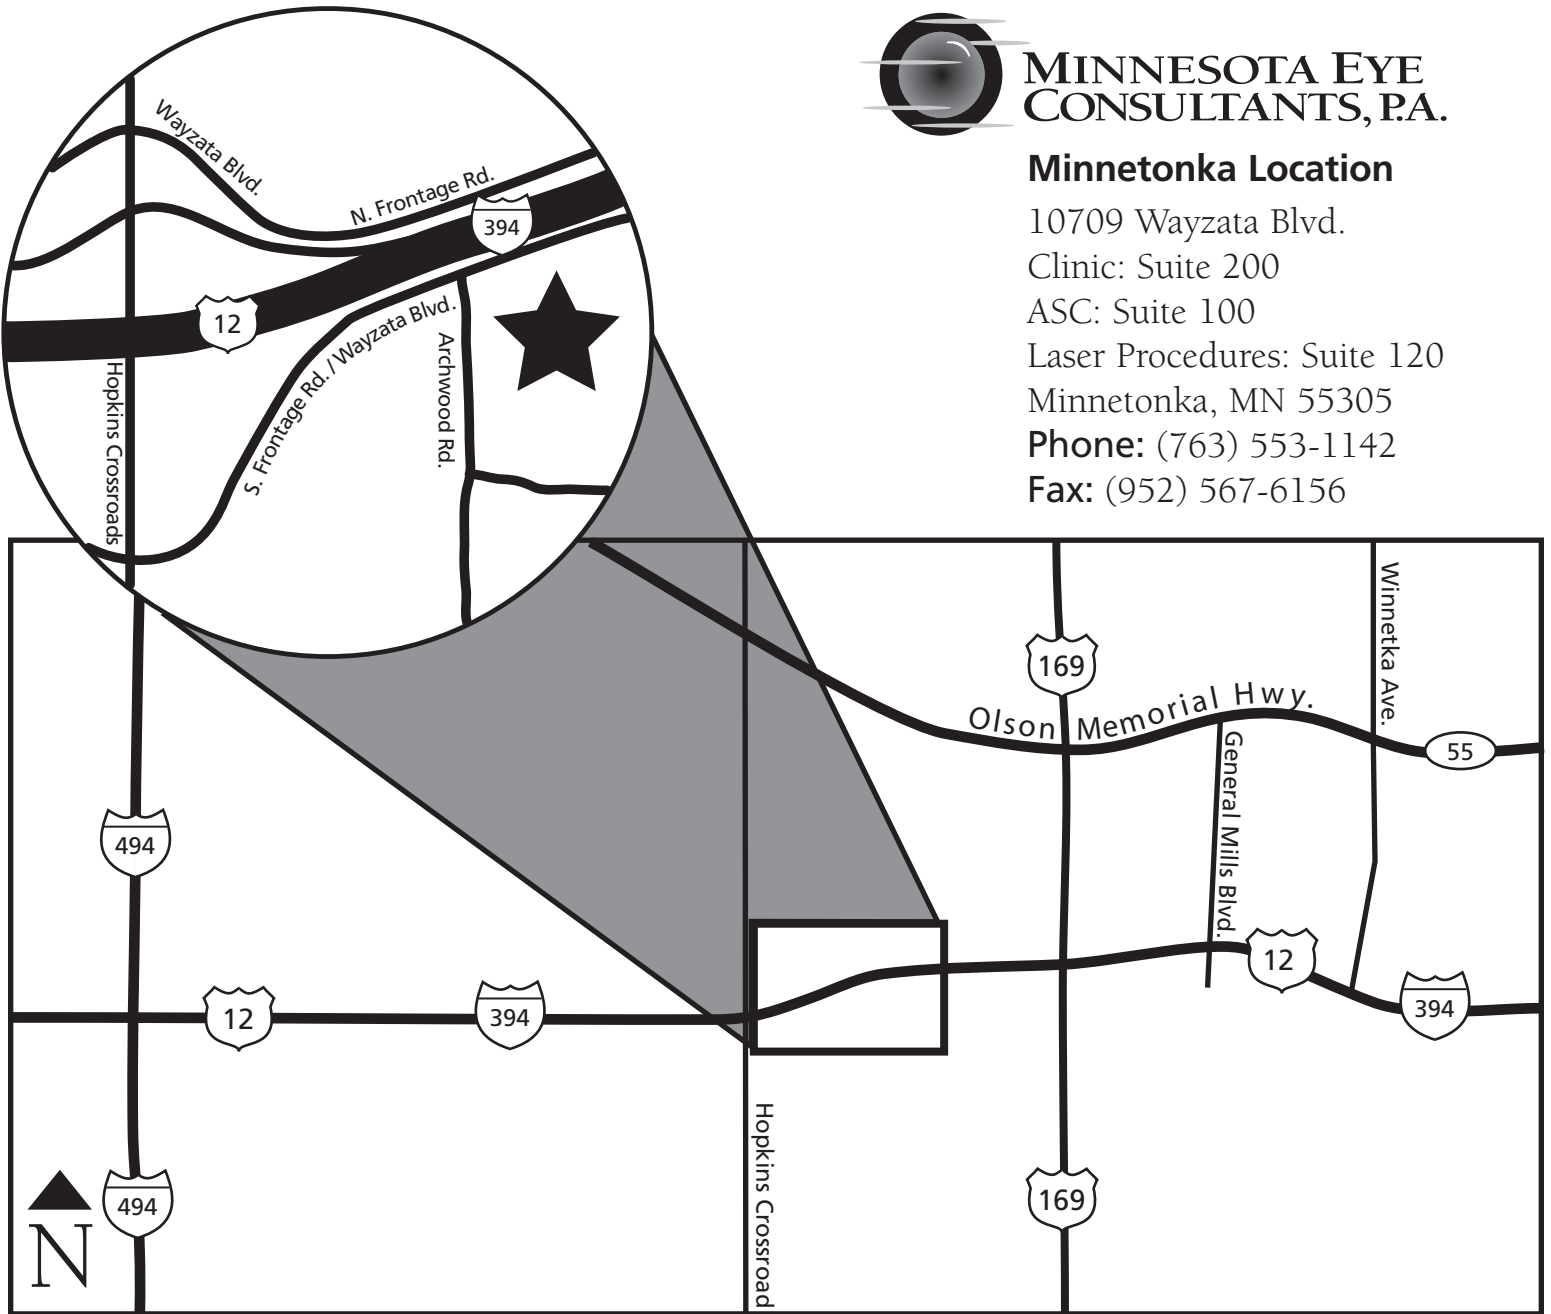 MINNESOTA EYE
CONSULTANTS, P.A.
Minnetonka Location
10709 Wayzata Blvd.
Clinic: Suite 200
ASC: Suite 100
Laser Procedures: Suite 120
Minnetonka, MN 55305
Phone: (763) 553-1142
Fax: (952) 567-6156
Wayzata Blvd.
N. Frontage Rd.
394
12
S. Frontage Rd. / Wayzata Blvd.
Archwood Rd.
Hopkins Crossroads
Winnetka Ave.
169
Olson Memorial Hwy.
55
General Mills Blvd.
494
12
394
12
394
Hopkins Crossroad
494
169
N